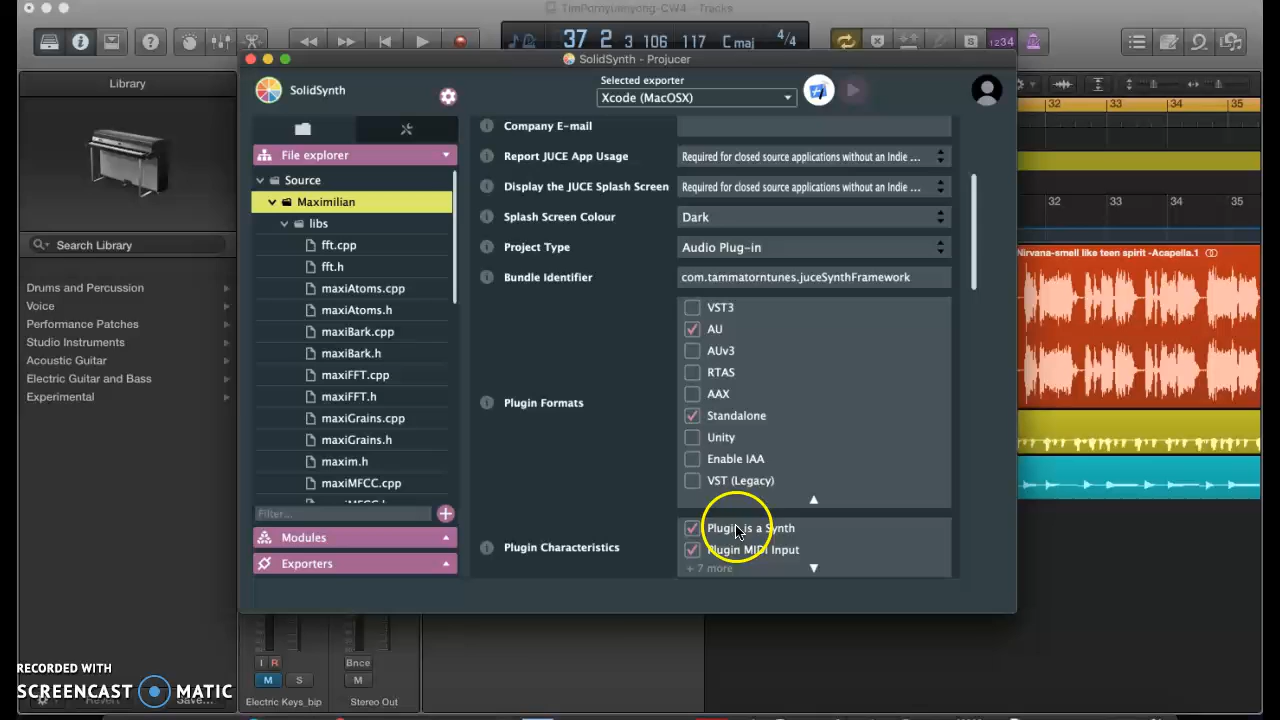 TimPornyuenyong-CW4 - Tracks
37 2 3 106 117 C maj 4/4
1234
Library
SolidSynth - Projucer
SolidSynth
Selected exporter
Xcode (MacOSX)
File explorer
Source
Maximilian
libs
fft.cpp
fft.h
maxiAtoms.cpp
maxiAtoms.h
maxiBark.cpp
maxiBark.h
maxiFFT.cpp
maxiFFT.h
maxiGrains.cpp
maxiGrains.h
maxim.h
maxiMFCC.cpp
Filter...
Modules
Exporters
Company E-mail
Report JUCE App Usage
Required for closed source applications without an Indie ...
Display the JUCE Splash Screen
Required for closed source applications without an Indie ...
Splash Screen Colour
Dark
Project Type
Audio Plug-in
Bundle Identifier
com.tammatorntunes.juceSynthFramework
Plugin Formats
VST3
AU
AUv3
RTAS
AAX
Standalone
Unity
Enable IAA
VST (Legacy)
Plugin Characteristics
Plugin is a Synth
Plugin MIDI Input
+ 7 more
Search Library
Drums and Percussion
Voice
Performance Patches
Studio Instruments
Acoustic Guitar
Electric Guitar and Bass
Experimental
32 33 34 35
32 33 34 35
Nirvana-smell like teen spirit -Acapella.1
I R
M S
Bnce
M
Electric Keys_bip
Stereo Out
Revert
Save...
RECORDED WITH
SCREENCAST MATIC